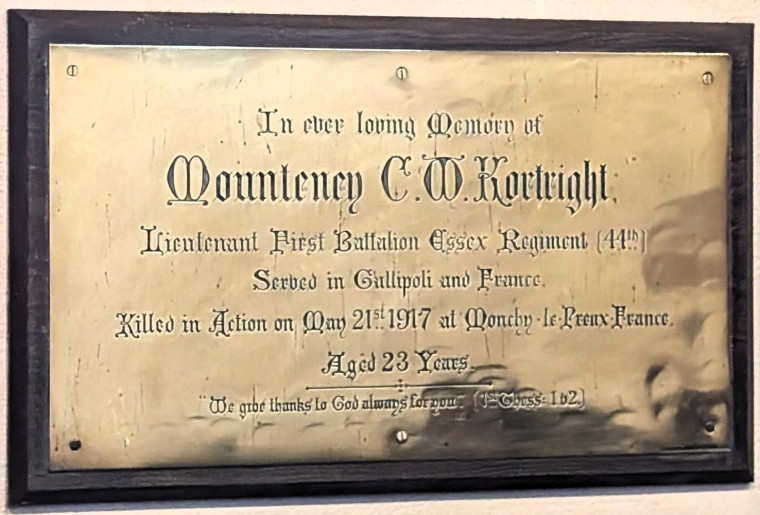 In ever loving Memory of
Mounteney C.W. Kortright,
Lieutenant First Battalion Essex Regiment (44th)
Served in Gallipoli and France.
Killed in Action on May 21st 1917 at Monchy-le-Preux-France.
Aged 23 Years.
"We give thanks to God always for you." (1st Thess: I v 2.)